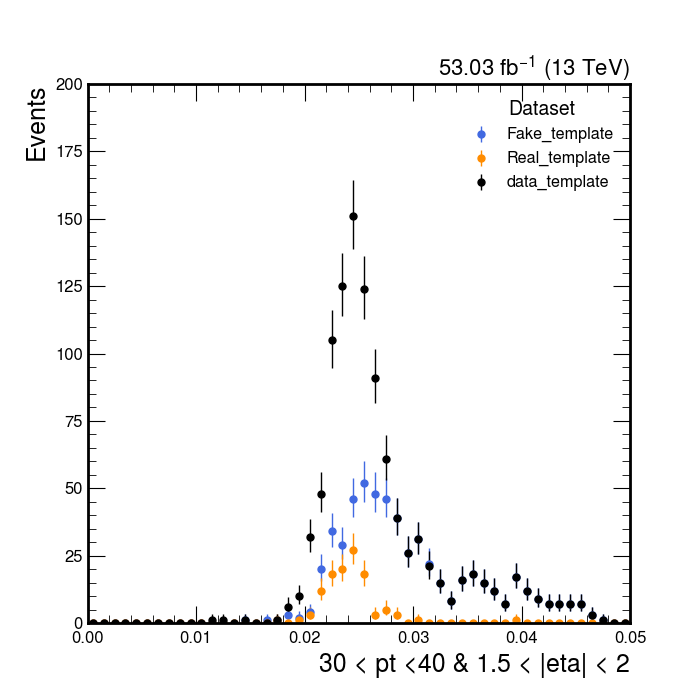 53.03 fb⁻¹ (13 TeV)
Events
200
175
150
125
100
75
50
25
0
Dataset
Fake_template
Real_template
data_template
0.00 0.01 0.02 0.03 0.04 0.05
30 < pt <40 & 1.5 < |eta| < 2